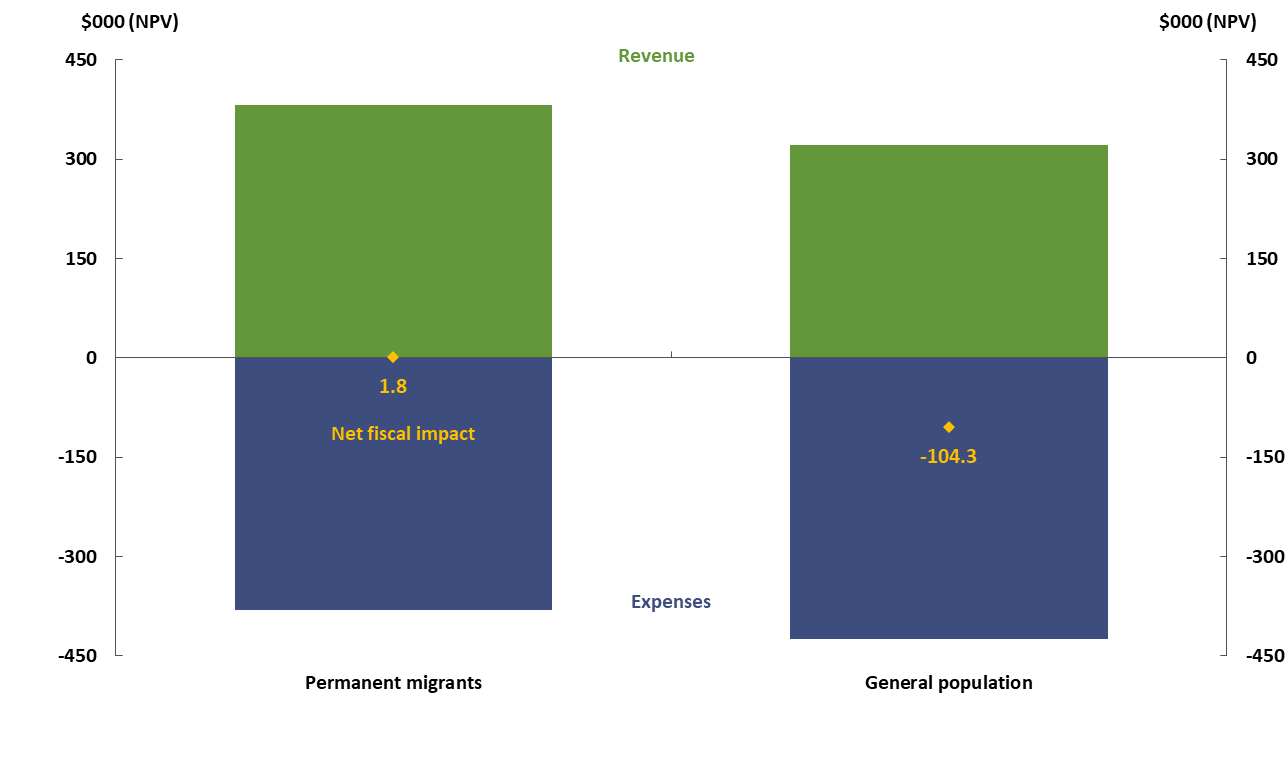 $000 (NPV)
$000 (NPV)
450
Revenue
450
300
300
150
150
0
0
1.8
Net fiscal impact
-150
-104.3
-150
-300
-300
Expenses
-450
-450
Permanent migrants
General population